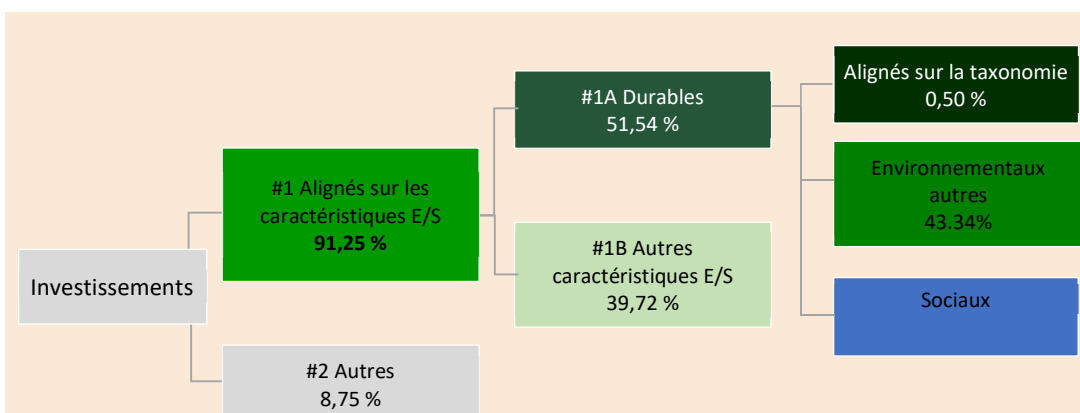 Investissements
#1 Alignés sur les
caractéristiques E/S
91,25 %
#2 Autres
8,75 %
#1A Durables
51,54 %
#1B Autres
caractéristiques E/S
39,72 %
Alignés sur la taxonomie
0,50 %
Environnementaux
autres
43.34%
Sociaux